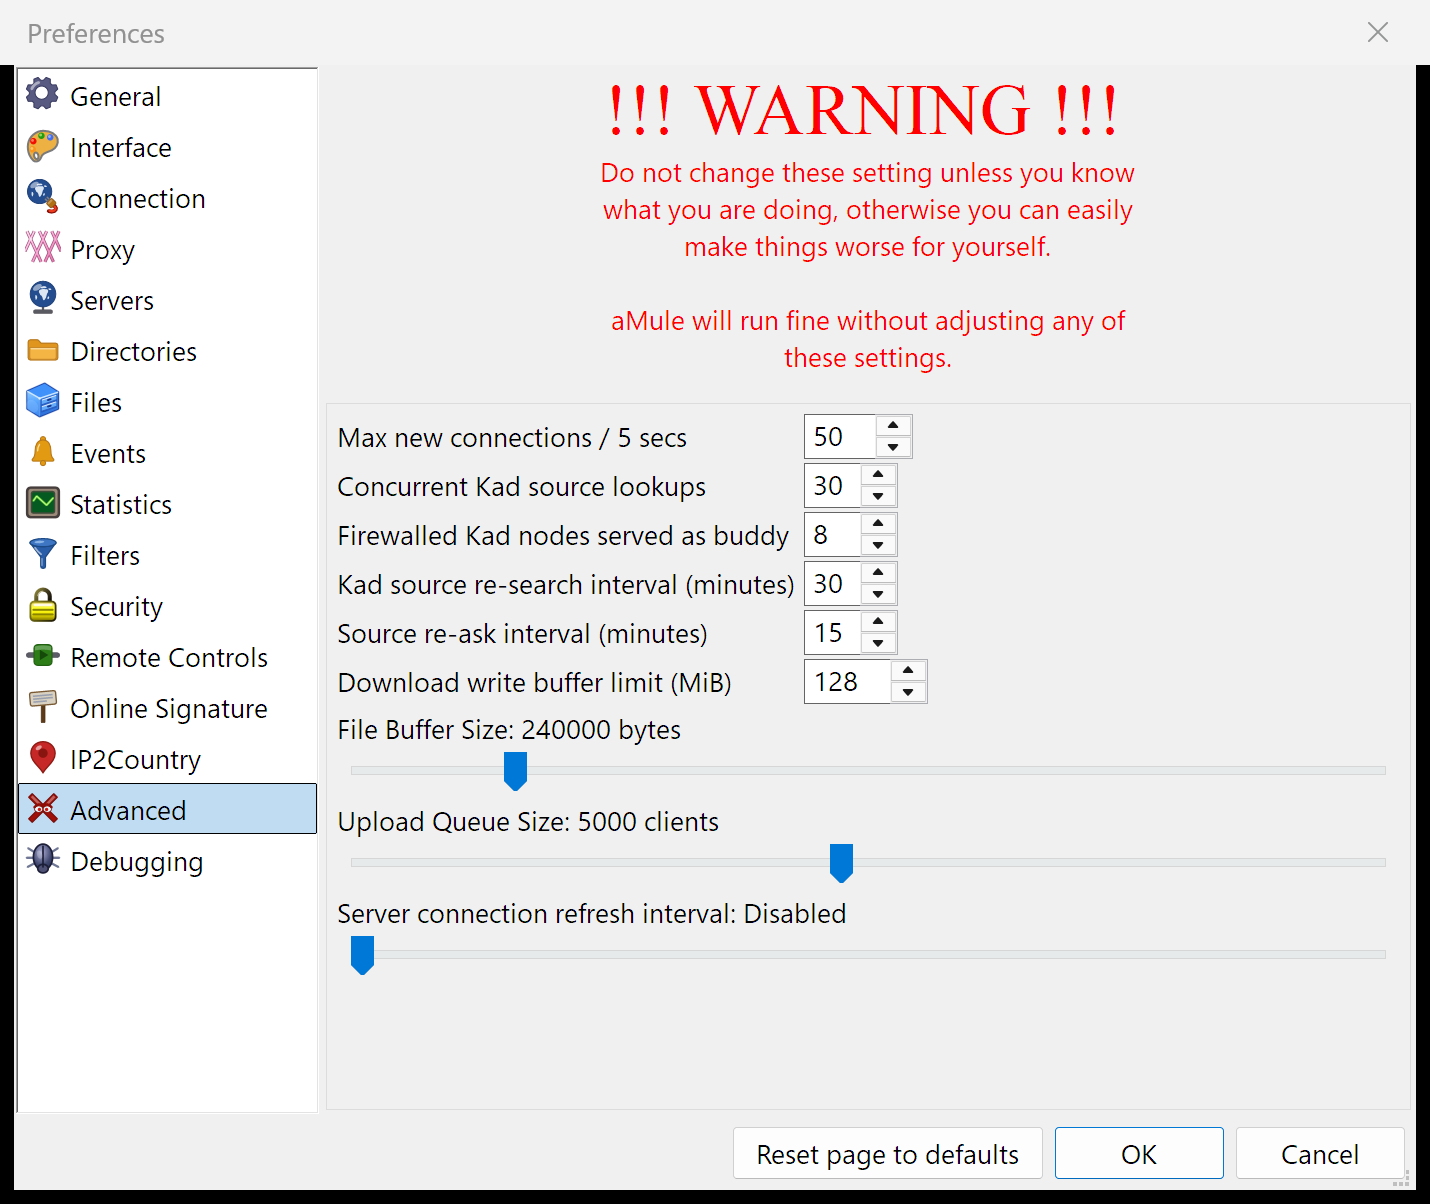 Preferences
General
Interface
Connection
Proxy
Servers
Directories
Files
Events
Statistics
Filters
Security
Remote Controls
Online Signature
IP2Country
Advanced
Debugging
!!! WARNING !!!
Do not change these setting unless you know
what you are doing, otherwise you can easily
make things worse for yourself.
aMule will run fine without adjusting any of
these settings.
Max new connections / 5 secs 50
Concurrent Kad source lookups 30
Firewalled Kad nodes served as buddy 8
Kad source re-search interval (minutes) 30
Source re-ask interval (minutes) 15
Download write buffer limit (MiB) 128
File Buffer Size: 240000 bytes
Upload Queue Size: 5000 clients
Server connection refresh interval: Disabled
Reset page to defaults OK Cancel